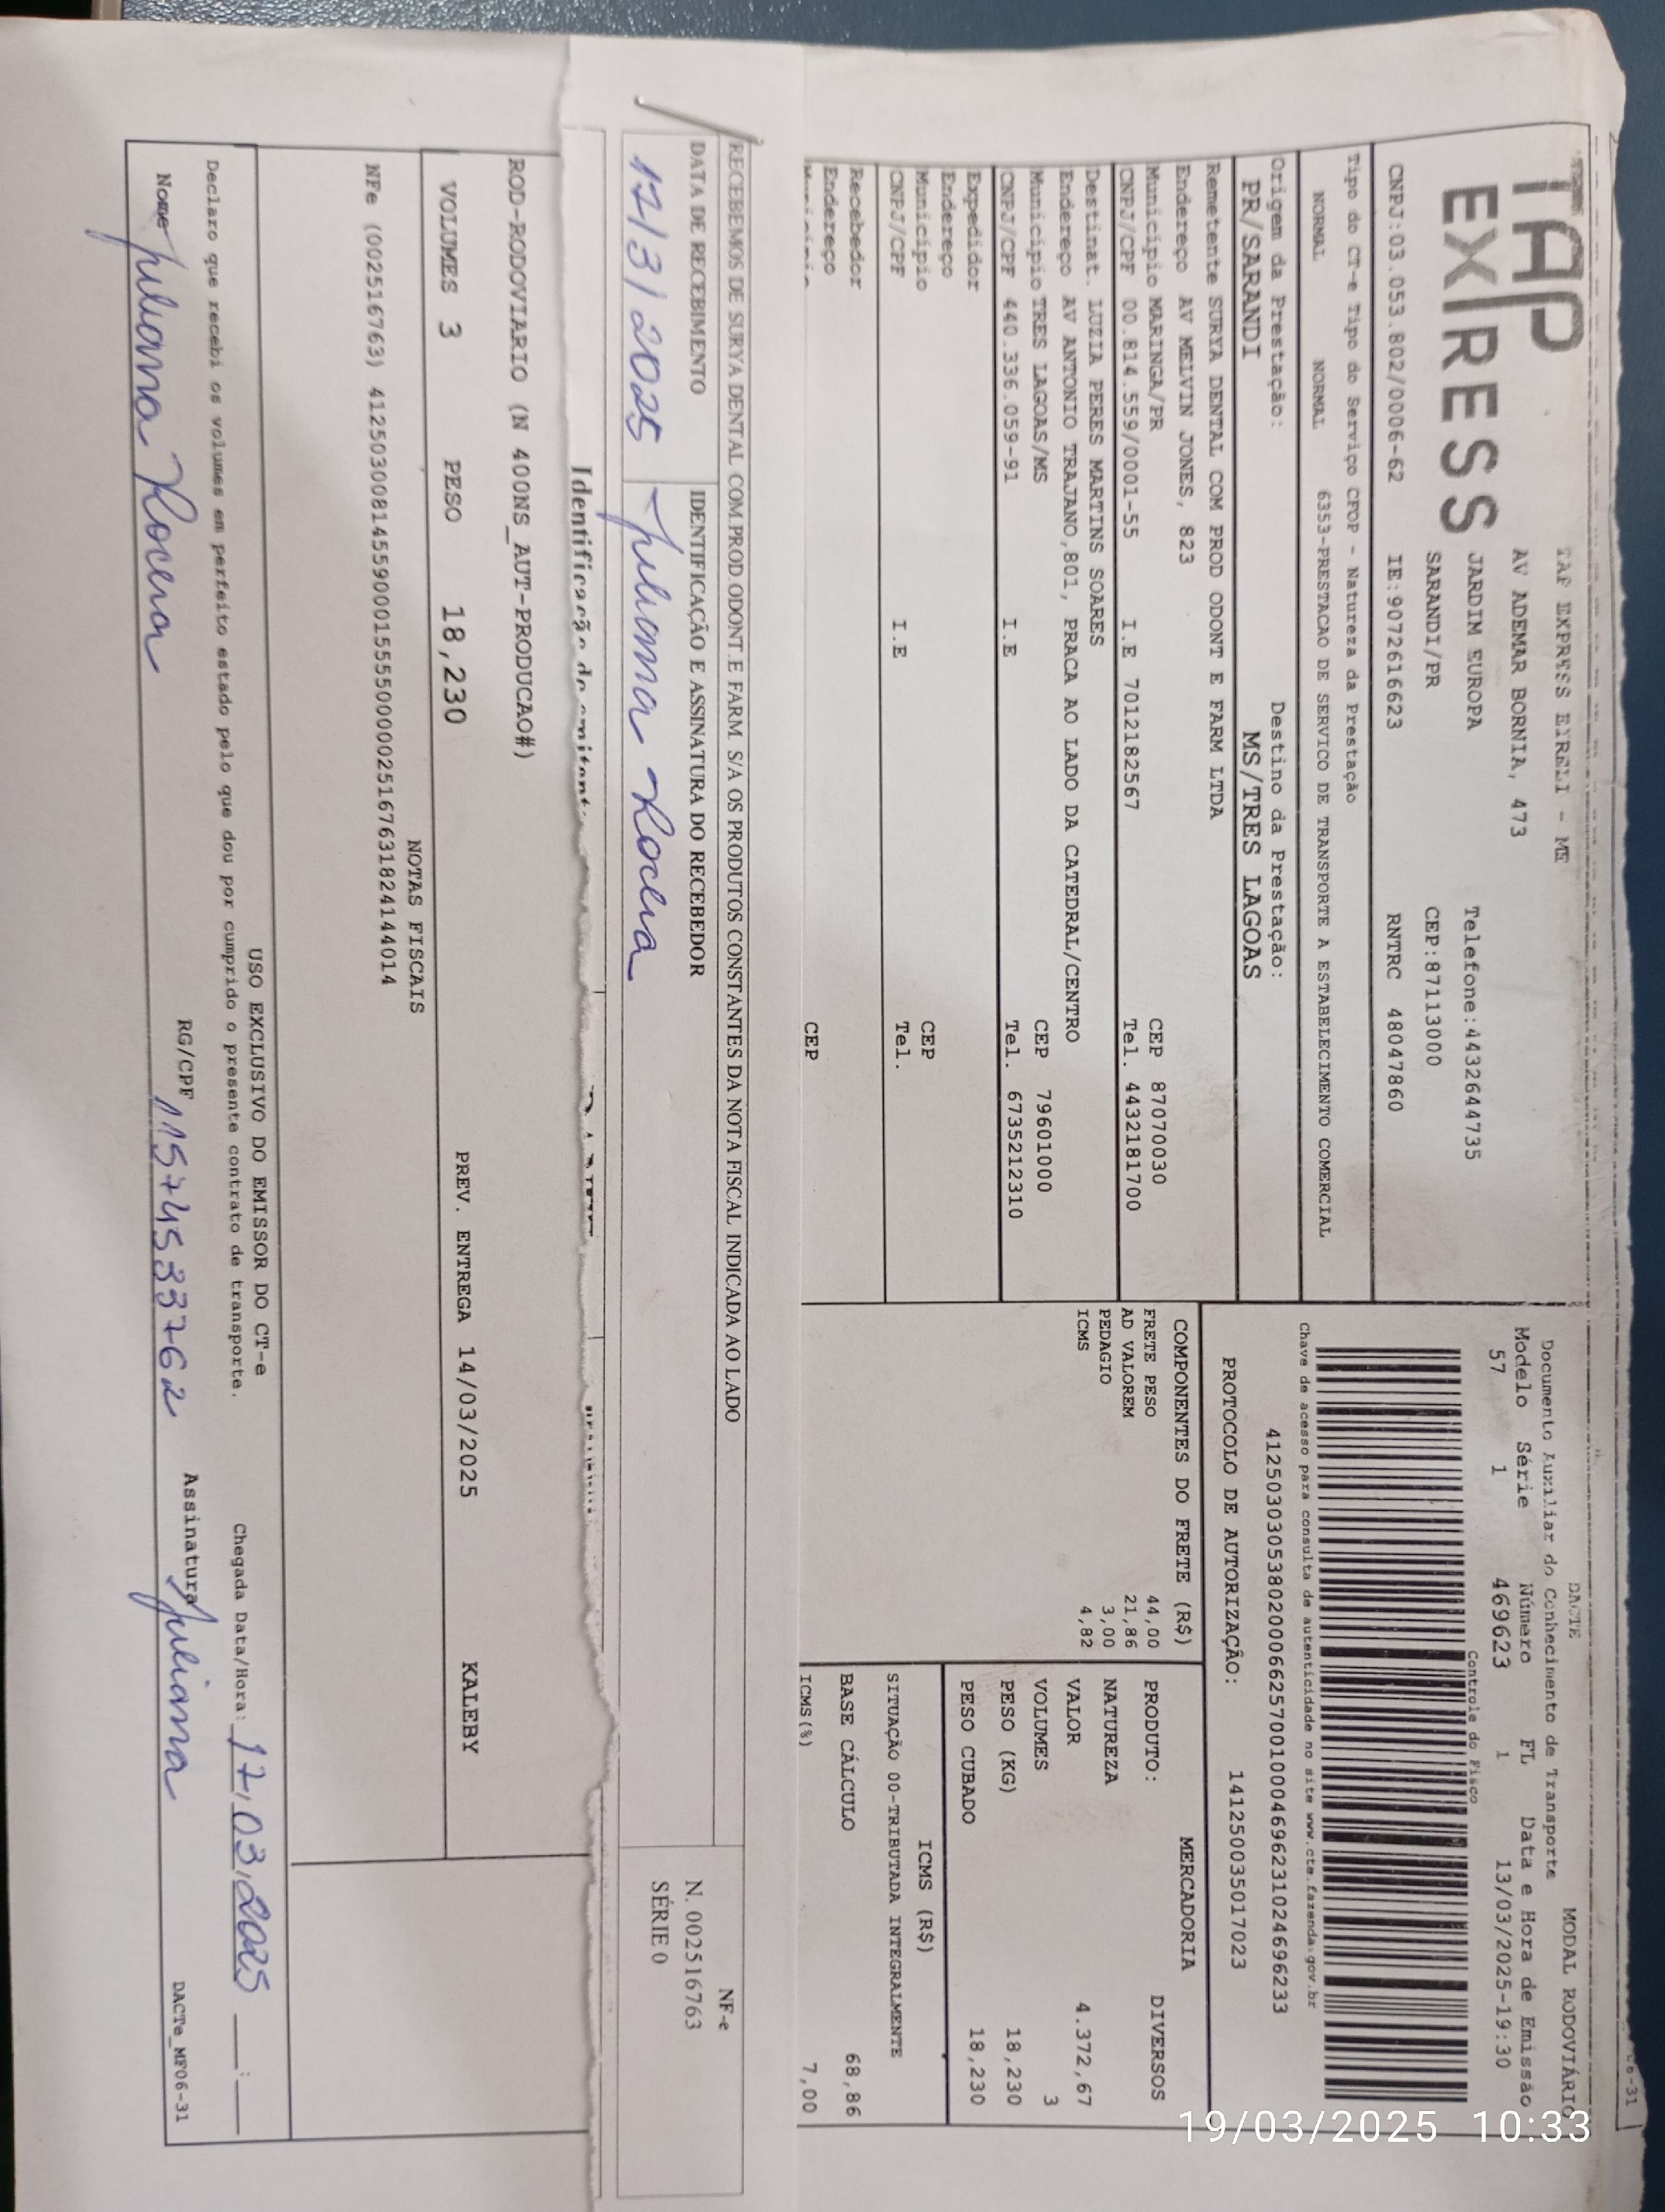 TAP
EXPRESS
TAP EXPRESS EIRELI - ME
AV ADEMAR BORNIA, 473
JARDIM EUROPA Telefone:4432644735
SARANDI/PR CEP:87113000
CNPJ:03.053.802/0006-62 IE:9072616623 RNTRC 48047860
Tipo do CT-e Tipo do Serviço CFOP - Natureza da Prestação
NORMAL NORMAL 6353-PRESTACAO DE SERVICO DE TRANSPORTE A ESTABELECIMENTO COMERCIAL
Origem da Prestação: Destino da Prestação:
PR/SARANDI MS/TRES LAGOAS
Remetente SURYA DENTAL COM PROD ODONT E FARM LTDA
Endereço AV MELVIN JONES, 823
Município MARINGA/PR CEP 87070030
CNPJ/CPF 00.814.559/0001-55 I.E 7012182567 Tel. 4432181700
Destinat. LUZIA PERES MARTINS SOARES
Endereço AV ANTONIO TRAJANO,801, PRACA AO LADO DA CATEDRAL/CENTRO
Município TRES LAGOAS/MS CEP 79601000
CNPJ/CPF 440.336.059-91 I.E Tel. 6735212310
Expedidor
Endereço
Município CEP
CNPJ/CPF I.E Tel.
Recebedor
Endereço
CEP
DACTE MODAL RODOVIÁRIO
Documento Auxiliar do Conhecimento de Transporte
Modelo Série Número FL Data e Hora de Emissão
57 1 469623 1 13/03/2025-19:30
Controle do Fisco
Chave de acesso para consulta de autenticidade no site www.cte.fazenda.gov.br
41250303053802000662570010004696231024696233
PROTOCOLO DE AUTORIZAÇÃO: 141250035017023
COMPONENTES DO FRETE (R$)
FRETE PESO 44,00
AD VALOREM 21,86
PEDAGIO 3,00
ICMS 4,82
MERCADORIA
PRODUTO: DIVERSOS
NATUREZA
VALOR 4.372,67
VOLUMES 3
PESO (KG) 18,230
PESO CUBADO 18,230
ICMS (R$)
SITUAÇÃO 00-TRIBUTADA INTEGRALMENTE
BASE CÁLCULO 68,86
ICMS(%) 7,00
RECEBEMOS DE SURYA DENTAL COM.PROD.ODONT.E FARM. S/A OS PRODUTOS CONSTANTES DA NOTA FISCAL INDICADA AO LADO
DATA DE RECEBIMENTO IDENTIFICAÇÃO E ASSINATURA DO RECEBEDOR
17/3/2025 Juliana Rocha
NF-e
N. 002516763
SÉRIE 0
Identificação do emitente
ROD-RODOVIARIO (N 400NS_AUT-PRODUCAO#)
VOLUMES 3 PESO 18,230 PREV. ENTREGA 14/03/2025 KALEBY
NOTAS FISCAIS
NFe (002516763) 41250300814559000155550000025167631824144014
USO EXCLUSIVO DO EMISSOR DO CT-e
Declaro que recebi os volumes em perfeito estado pelo que dou por cumprido o presente contrato de transporte. Chegada Data/Hora: 17/03/2025 __:__
Nome Juliana Rocha RG/CPF 11574533762 Assinatura Juliana DACTe_MF06-31
19/03/2025 10:33